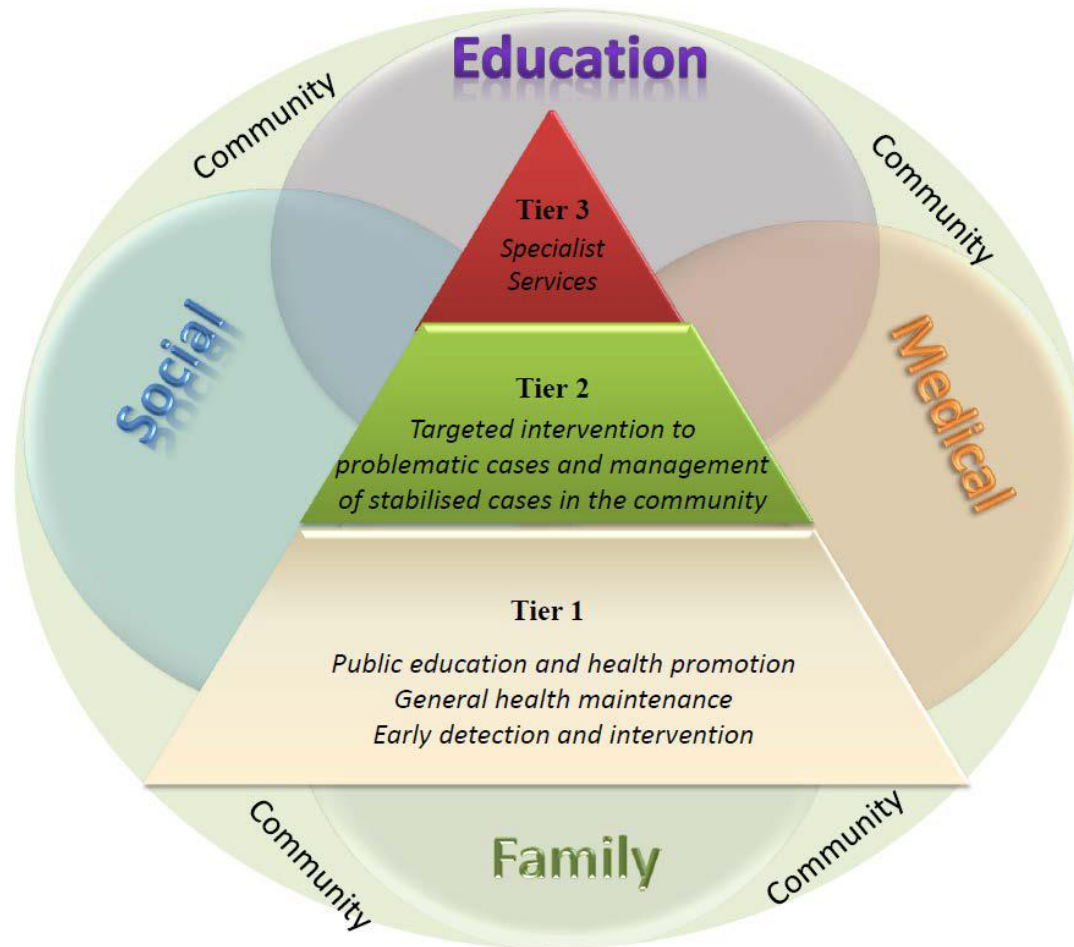 Education
Community
Community
Tier 3
Specialist
Services
Social
Medical
Tier 2
Targeted intervention to
problematic cases and management
of stabilised cases in the community
Tier 1
Public education and health promotion
General health maintenance
Early detection and intervention
Community
Family
Community